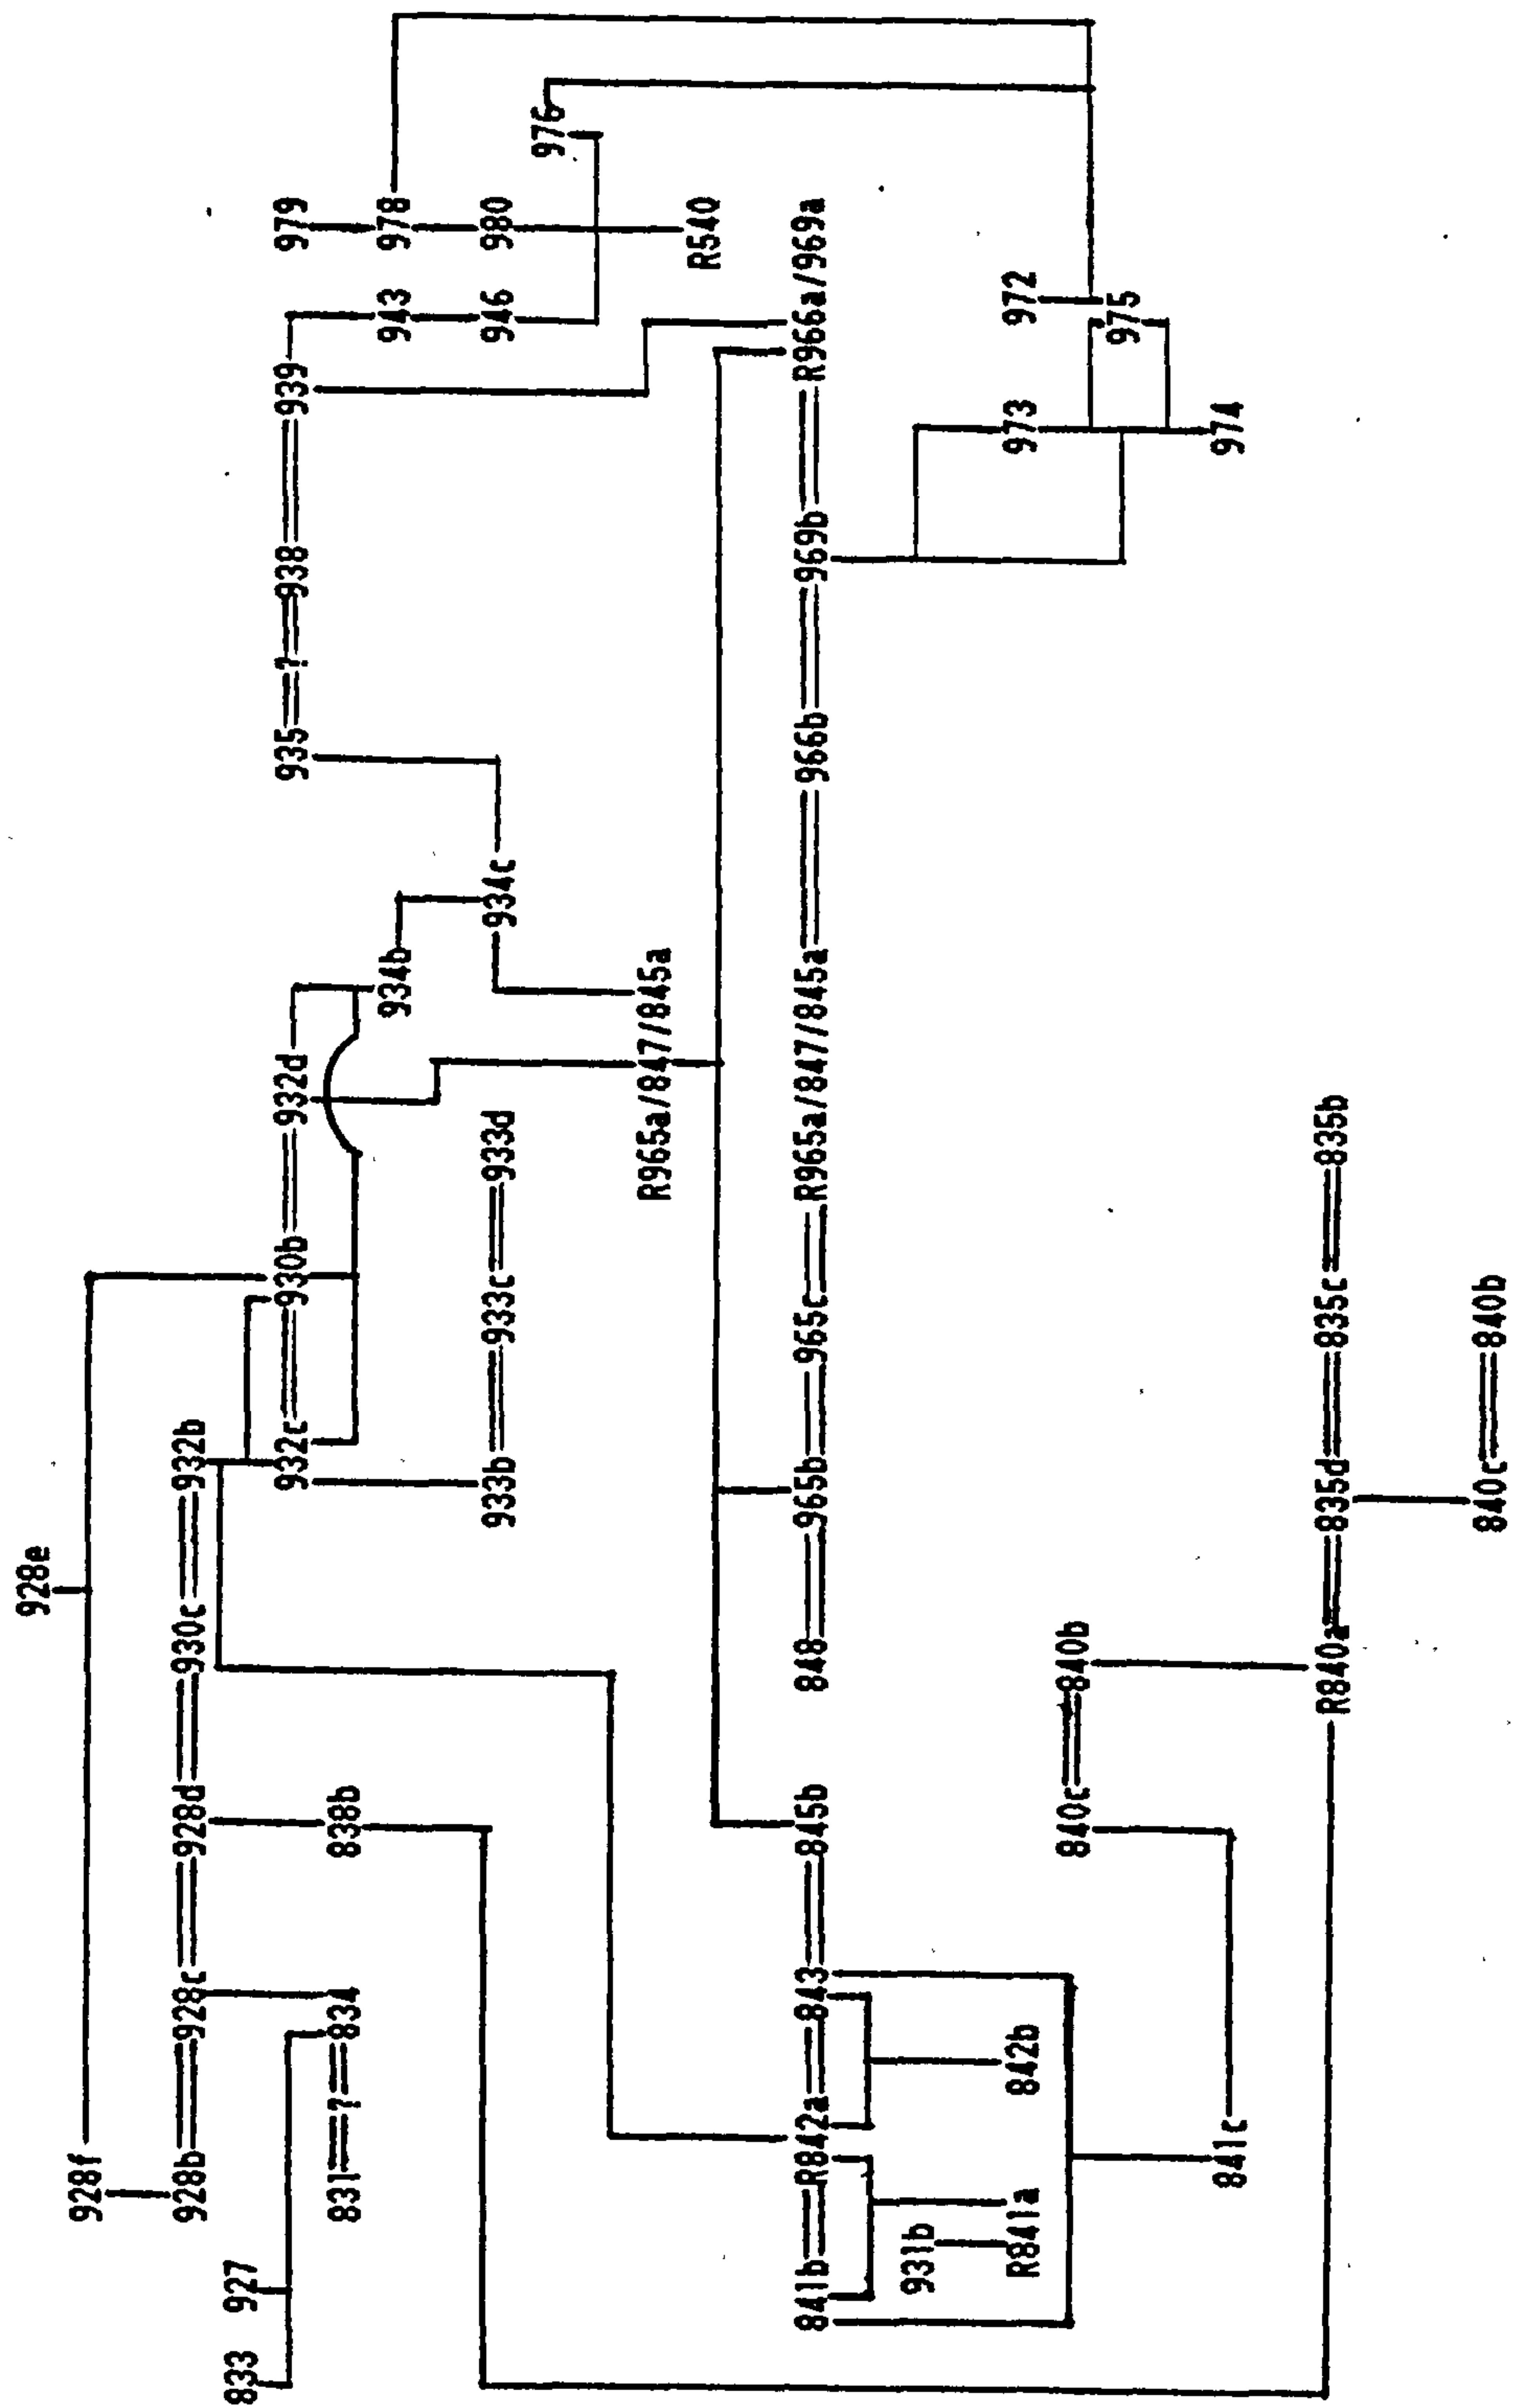 928e
928f
928b=928c=928d=930c=932b
833 927
932c=930b=932d 935=?=938=939 979
831=?=834 838b
934b 943 978
933b=933c=933d 934c 946 980
976
R965a/847/845a
R540
841b=R842a=843=845b 848=965b=965c=R965a/847/845a=966b=969b=R966a/969a
931b
R841a 842b 973 972
840c=840b
975
841c 974
R840a=835d=835c=835b
840c=840b